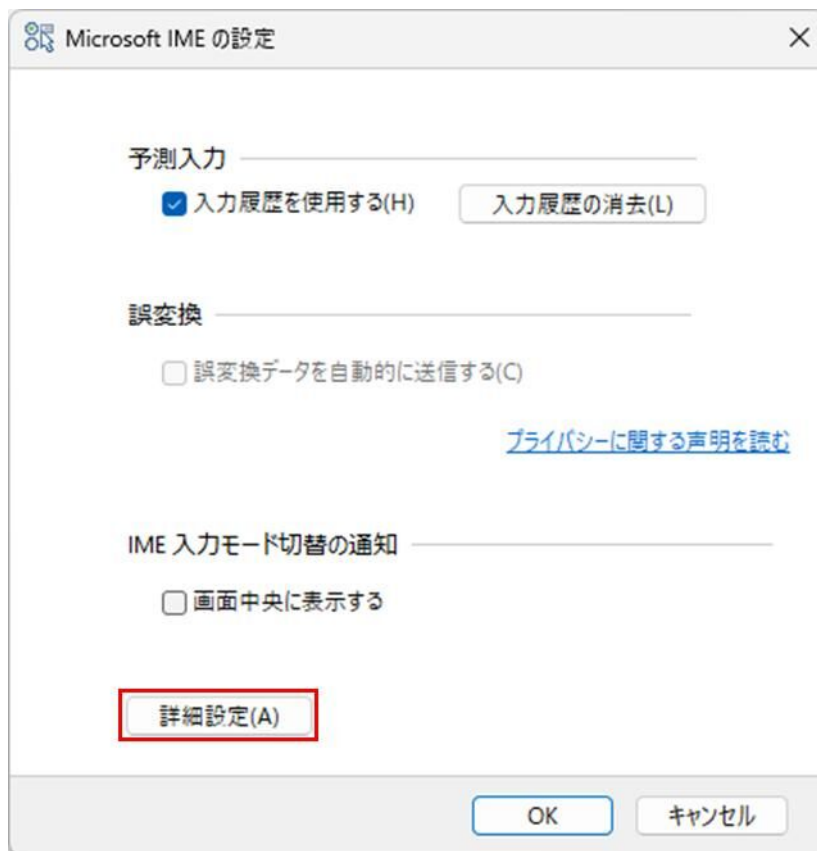 Microsoft IME の設定
予測入力
入力履歴を使用する(H)
入力履歴の消去(L)
誤変換
誤変換データを自動的に送信する(C)
プライバシーに関する声明を読む
IME 入力モード切替の通知
画面中央に表示する
詳細設定(A)
OK
キャンセル